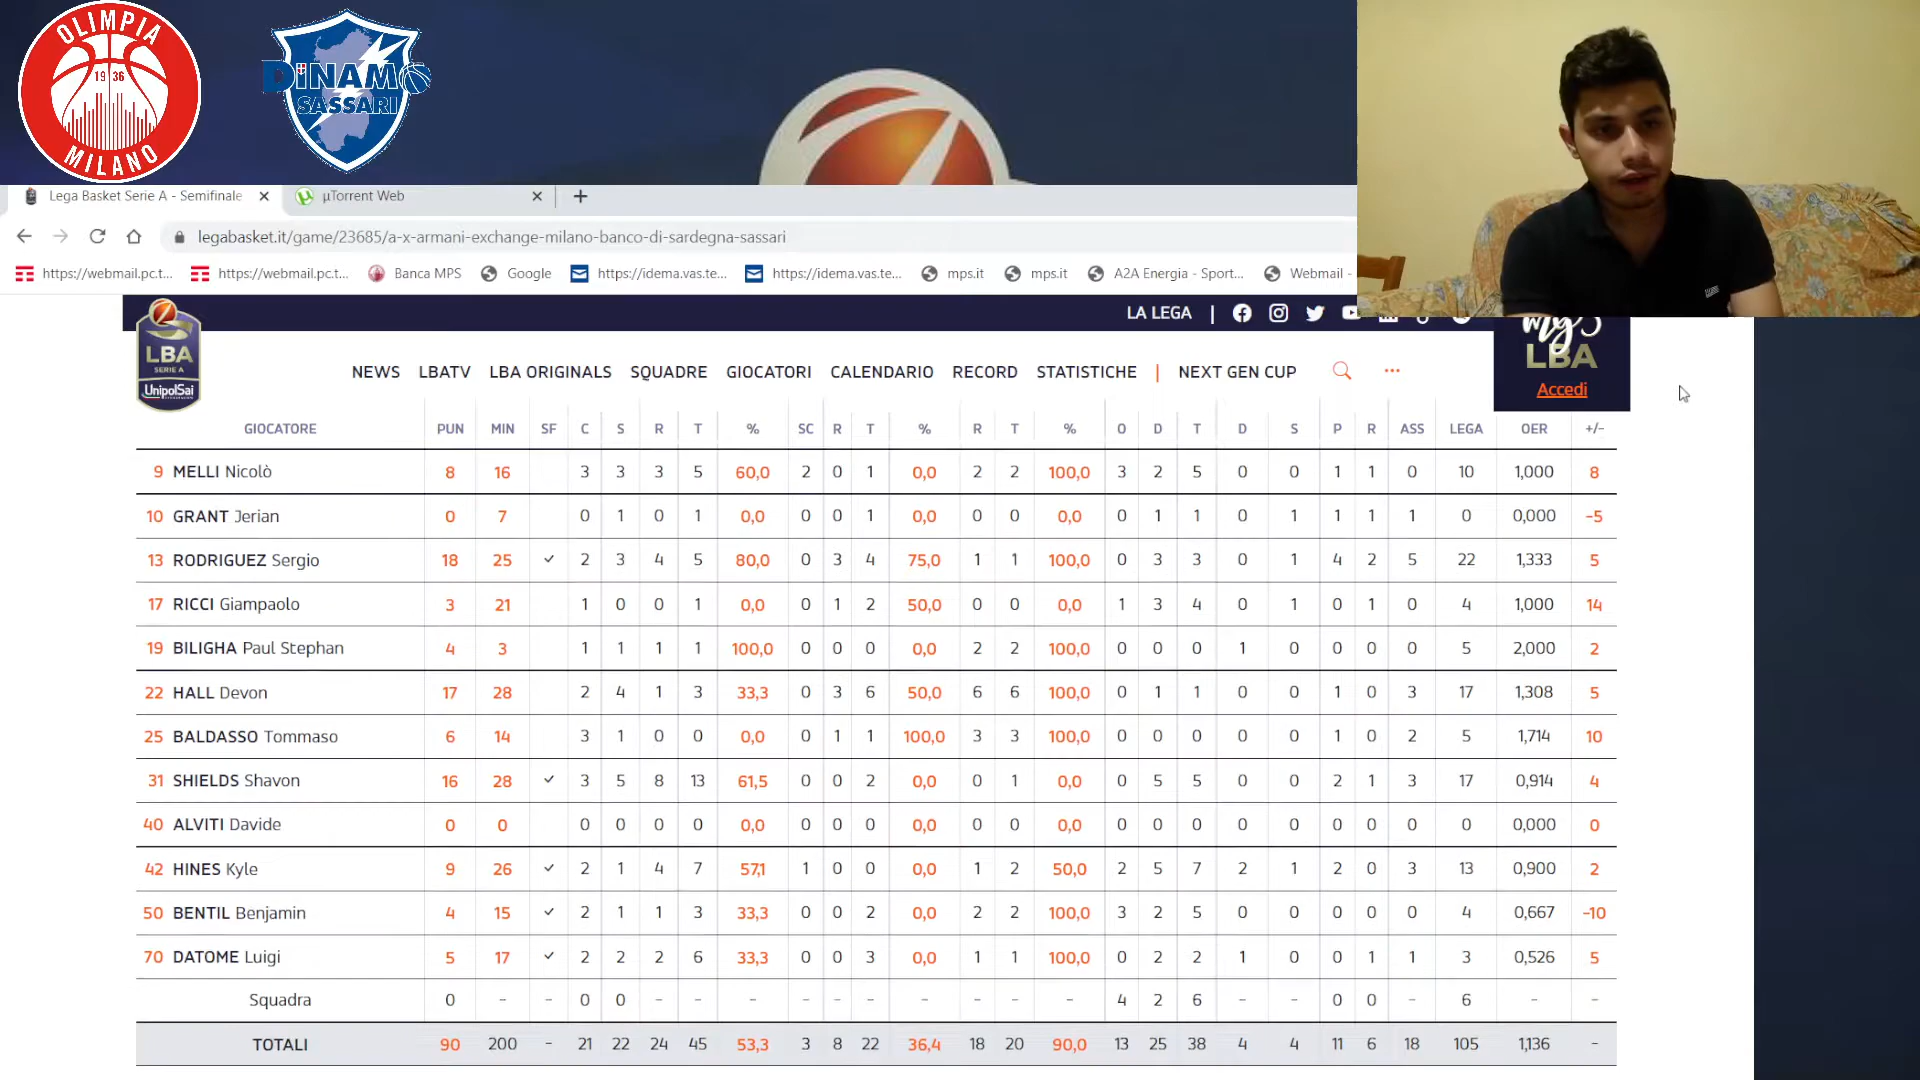 OLIMPIA
19 36
MILANO
DINAMO
SASSARI
Lega Basket Serie A - Semifinale
µTorrent Web
legabasket.it/game/23685/a-x-armani-exchange-milano-banco-di-sardegna-sassari
https://webmail.pc.t... https://webmail.pc.t... Banca MPS Google https://idema.vas.te... https://idema.vas.te... mps.it mps.it A2A Energia - Sport... Webmail -
LA LEGA |
LBA
SERIE A
UnipolSai
NEWS LBATV LBA ORIGINALS SQUADRE GIOCATORI CALENDARIO RECORD STATISTICHE | NEXT GEN CUP ...
my
LBA
Accedi
GIOCATORE PUN MIN SF C S R T % SC R T % R T % O D T D S P R ASS LEGA OER +/-
9 MELLI Nicolò 8 16 3 3 3 5 60,0 2 0 1 0,0 2 2 100,0 3 2 5 0 0 1 1 0 10 1,000 8
10 GRANT Jerian 0 7 0 1 0 1 0,0 0 0 1 0,0 0 0 0,0 0 1 1 0 1 1 1 1 0 0,000 -5
13 RODRIGUEZ Sergio 18 25 ✓ 2 3 4 5 80,0 0 3 4 75,0 1 1 100,0 0 3 3 0 1 4 2 5 22 1,333 5
17 RICCI Giampaolo 3 21 1 0 0 1 0,0 0 1 2 50,0 0 0 0,0 1 3 4 0 1 0 1 0 4 1,000 14
19 BILIGHA Paul Stephan 4 3 1 1 1 1 100,0 0 0 0 0,0 2 2 100,0 0 0 0 1 0 0 0 0 5 2,000 2
22 HALL Devon 17 28 2 4 1 3 33,3 0 3 6 50,0 6 6 100,0 0 1 1 0 0 1 0 3 17 1,308 5
25 BALDASSO Tommaso 6 14 3 1 0 0 0,0 0 1 1 100,0 3 3 100,0 0 0 0 0 0 1 0 2 5 1,714 10
31 SHIELDS Shavon 16 28 ✓ 3 5 8 13 61,5 0 0 2 0,0 0 1 0,0 0 5 5 0 0 2 1 3 17 0,914 4
40 ALVITI Davide 0 0 0 0 0 0 0,0 0 0 0 0,0 0 0 0,0 0 0 0 0 0 0 0 0 0 0,000 0
42 HINES Kyle 9 26 ✓ 2 1 4 7 57,1 1 0 0 0,0 1 2 50,0 2 5 7 2 1 2 0 3 13 0,900 2
50 BENTIL Benjamin 4 15 ✓ 2 1 1 3 33,3 0 0 2 0,0 2 2 100,0 3 2 5 0 0 0 0 0 4 0,667 -10
70 DATOME Luigi 5 17 ✓ 2 2 2 6 33,3 0 0 3 0,0 1 1 100,0 0 2 2 1 0 0 1 1 3 0,526 5
Squadra 0 - - 0 0 - - - - - - - - - - 4 2 6 - - 0 0 - 6 - -
TOTALI 90 200 - 21 22 24 45 53,3 3 8 22 36,4 18 20 90,0 13 25 38 4 4 11 6 18 105 1,136 -